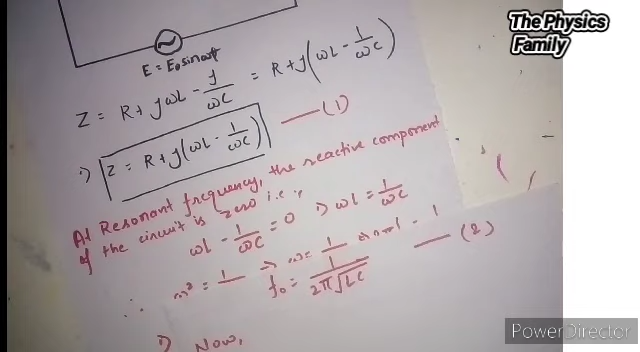 The Physics
Family
E = E₀sinωt
Z = R + jωL - j/ωC = R + j(ωL - 1/ωC)
⇒ Z = R + j(ωL - 1/ωC) —(1)
At Resonant frequency, the reactive component
of the circuit is zero i.e.,
ωL - 1/ωC = 0 ⇒ ωL = 1/ωC
∴ = 1 ⇒ 1
f₀ = 1/2π√LC —(2)
⇒ Now,
PowerDirector